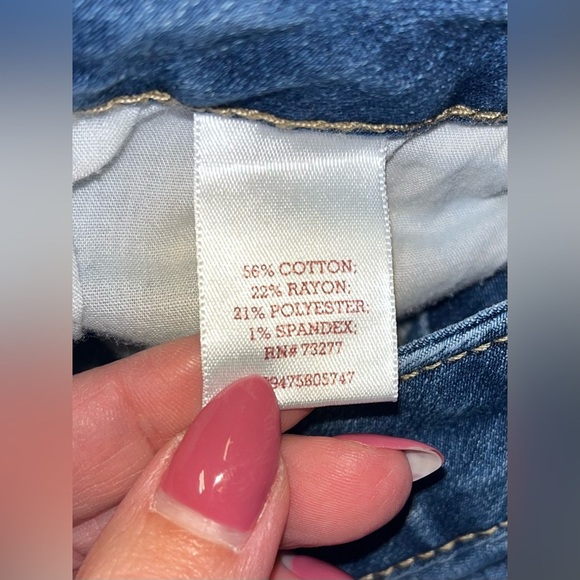 56% COTTON;
22% RAYON;
21% POLYESTER;
1% SPANDEX;
RN# 73277
9475805747